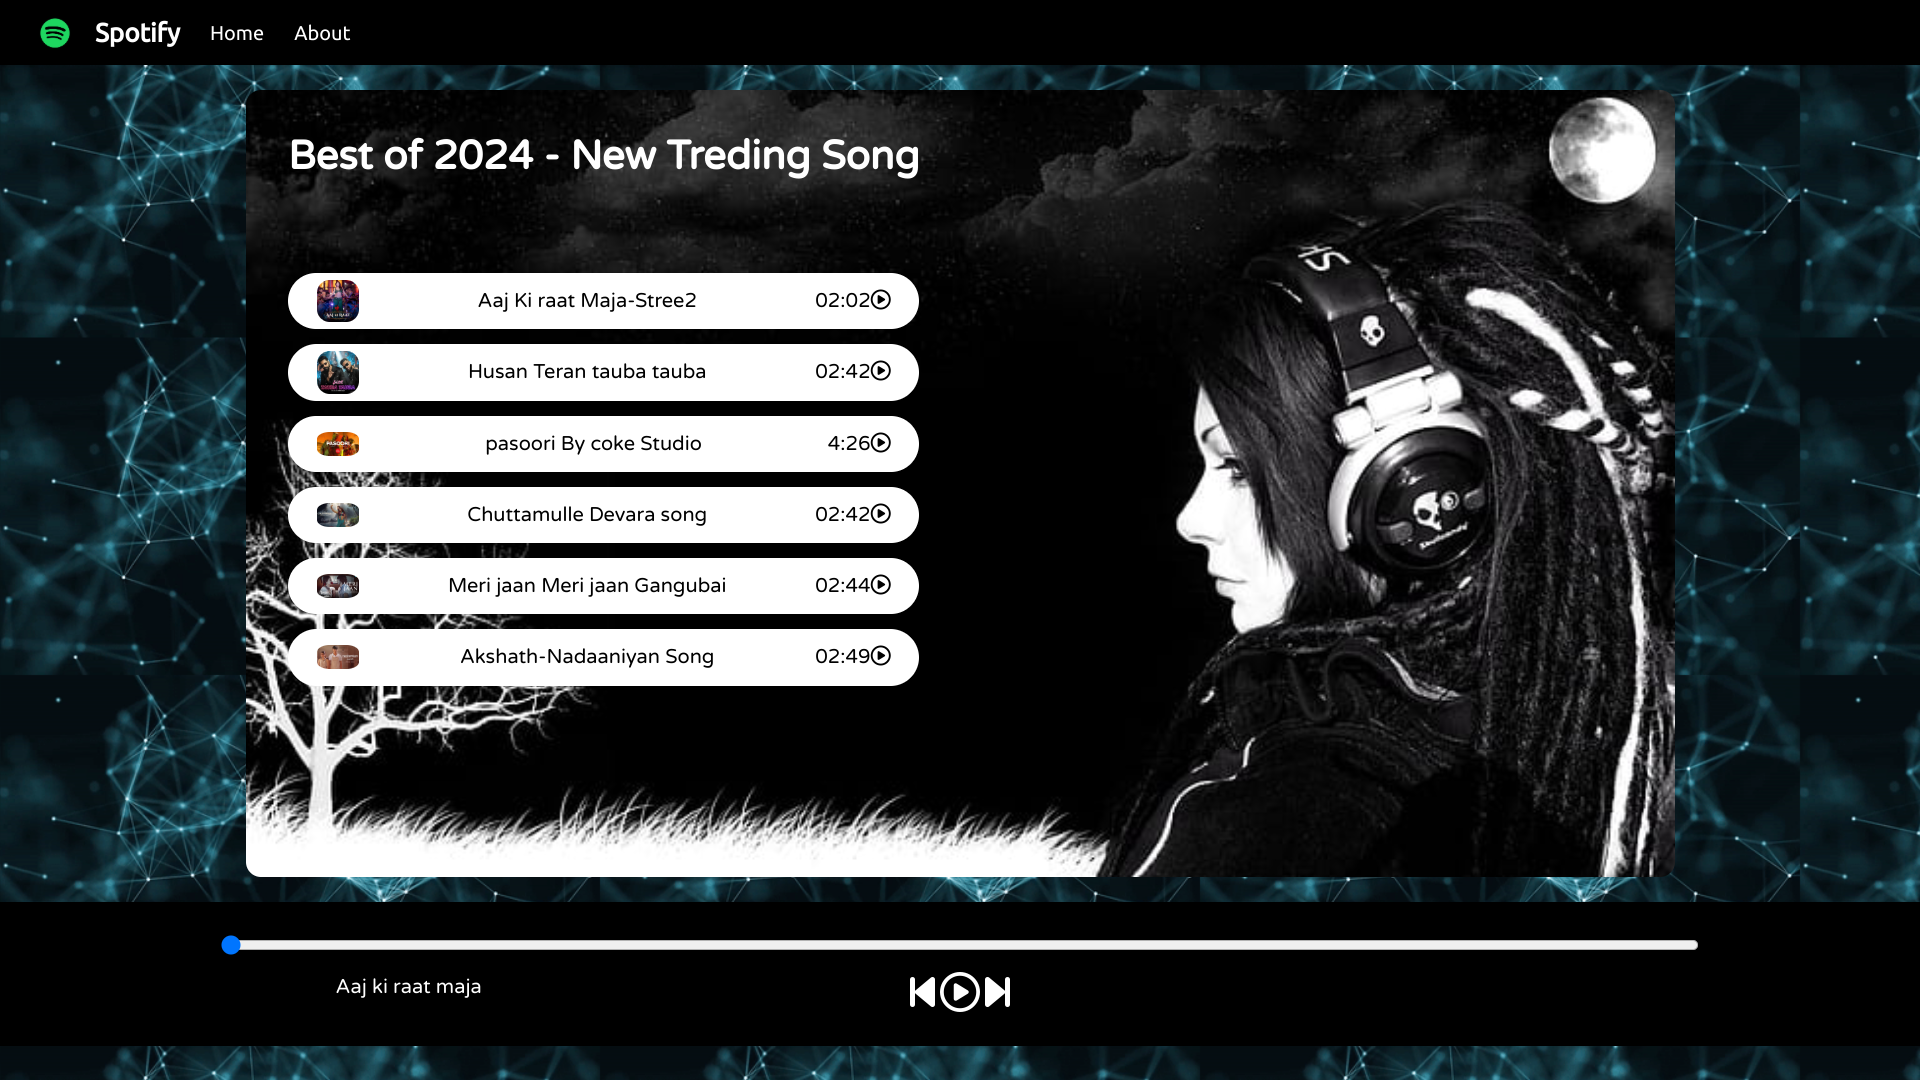 Spotify Home About
Best of 2024 - New Treding Song
Aaj Ki raat Maja-Stree2 02:02
Husan Teran tauba tauba 02:42
PASOORI
pasoori By coke Studio 4:26
Chuttamulle Devara song 02:42
Meri jaan Meri jaan Gangubai 02:44
Akshath-Nadaaniyan Song 02:49
Aaj ki raat maja